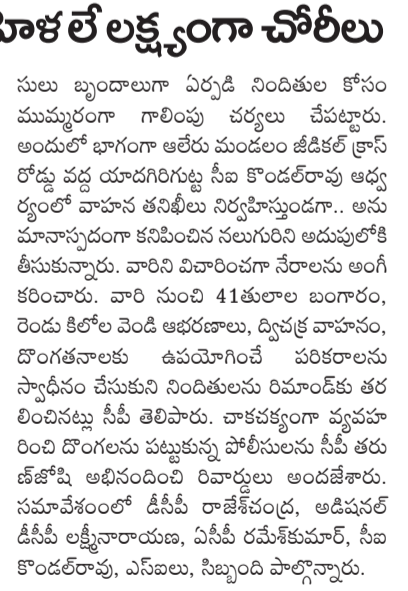 హిళ లే లక్ష్యంగా చోరీలు
సులు బృందాలుగా ఏర్పడి నిందితుల కోసం
ముమ్మరంగా గాలింపు చర్యలు చేపట్టారు.
అందులో భాగంగా ఆలేరు మండలం జీడికల్ క్రాస్
రోడ్డు వద్ద యాదగిరిగుట్ట సీఐ కొండల్‌రావు ఆధ్వ
ర్యంలో వాహన తనిఖీలు నిర్వహిస్తుండగా.. అను
మానాస్పదంగా కనిపించిన నలుగురిని అదుపులోకి
తీసుకున్నారు. వారిని విచారించగా నేరాలను అంగీ
కరించారు. వారి నుంచి 41తులాల బంగారం,
రెండు కిలోల వెండి ఆభరణాలు, ద్విచక్ర వాహనం,
దొంగతనాలకు ఉపయోగించే పరికరాలను
స్వాధీనం చేసుకుని నిందితులను రిమాండ్‌కు తర
లించినట్లు సీపీ తెలిపారు. చాకచక్యంగా వ్యవహ
రించి దొంగలను పట్టుకున్న పోలీసులను సీపీ తరు
ణ్‌జోషి అభినందించి రివార్డులు అందజేశారు.
సమావేశంలో డీసీపీ రాజేశ్‌చంద్ర, అడిషనల్
డీసీపీ లక్ష్మీనారాయణ, ఏసీపీ రమేశ్‌కుమార్, సీఐ
కొండల్‌రావు, ఎస్ఐలు, సిబ్బంది పాల్గొన్నారు.